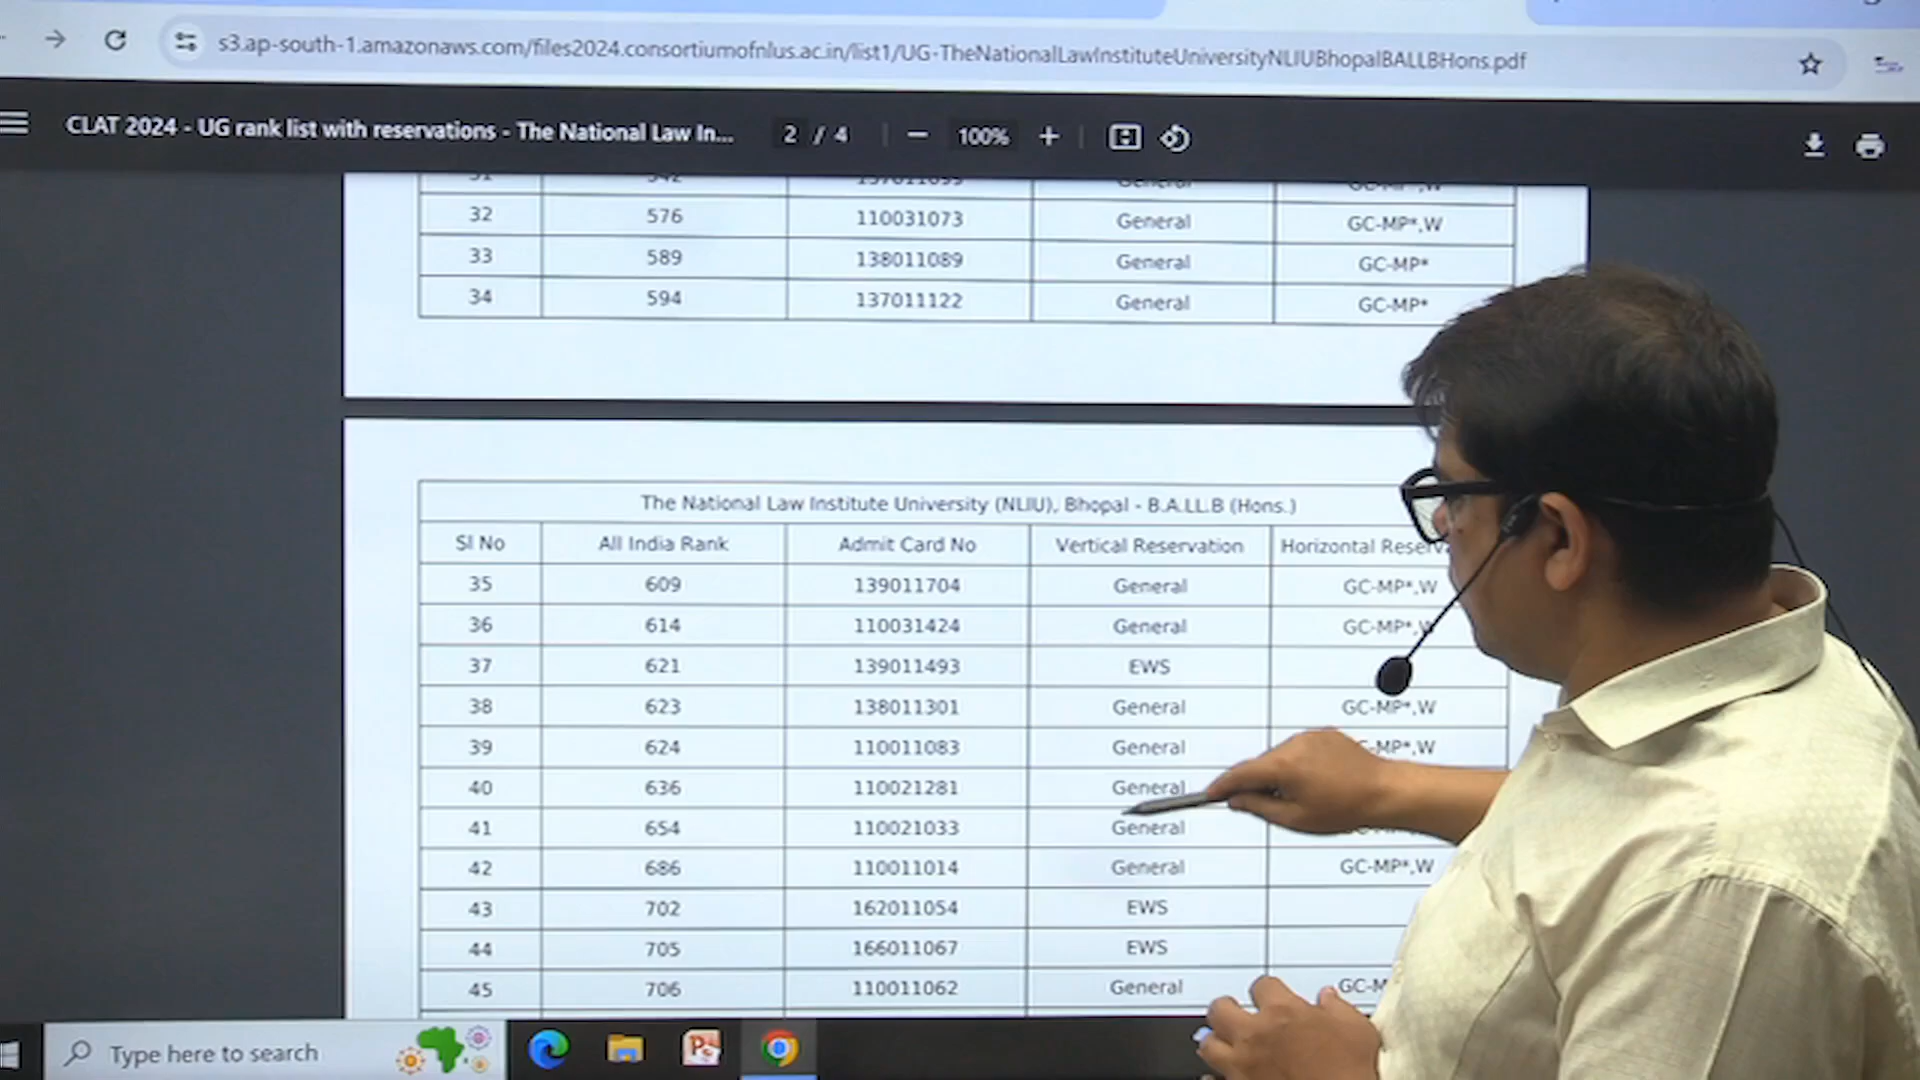 s3.ap-south-1.amazonaws.com/files2024.consortiumofnlus.ac.in/list1/UG-TheNationalLawInstituteUniversityNLIUBhopalBALLBHons.pdf
CLAT 2024 - UG rank list with reservations - The National Law In... 2 / 4 100%
32 576 110031073 General GC-MP*,W
33 589 138011089 General GC-MP*
34 594 137011122 General GC-MP*
The National Law Institute University (NLIU), Bhopal - B.A.LL.B (Hons.)
Sl No All India Rank Admit Card No Vertical Reservation Horizontal
35 609 139011704 General GC-MP*,W
36 614 110031424 General GC-MP*,W
37 621 139011493 EWS
38 623 138011301 General GC-MP*,W
39 624 110011083 General -MP*,W
40 636 110021281 General
41 654 110021033 General
42 686 110011014 General GC-MP*,W
43 702 162011054 EWS
44 705 166011067 EWS
45 706 110011062 General GC-M
Type here to search